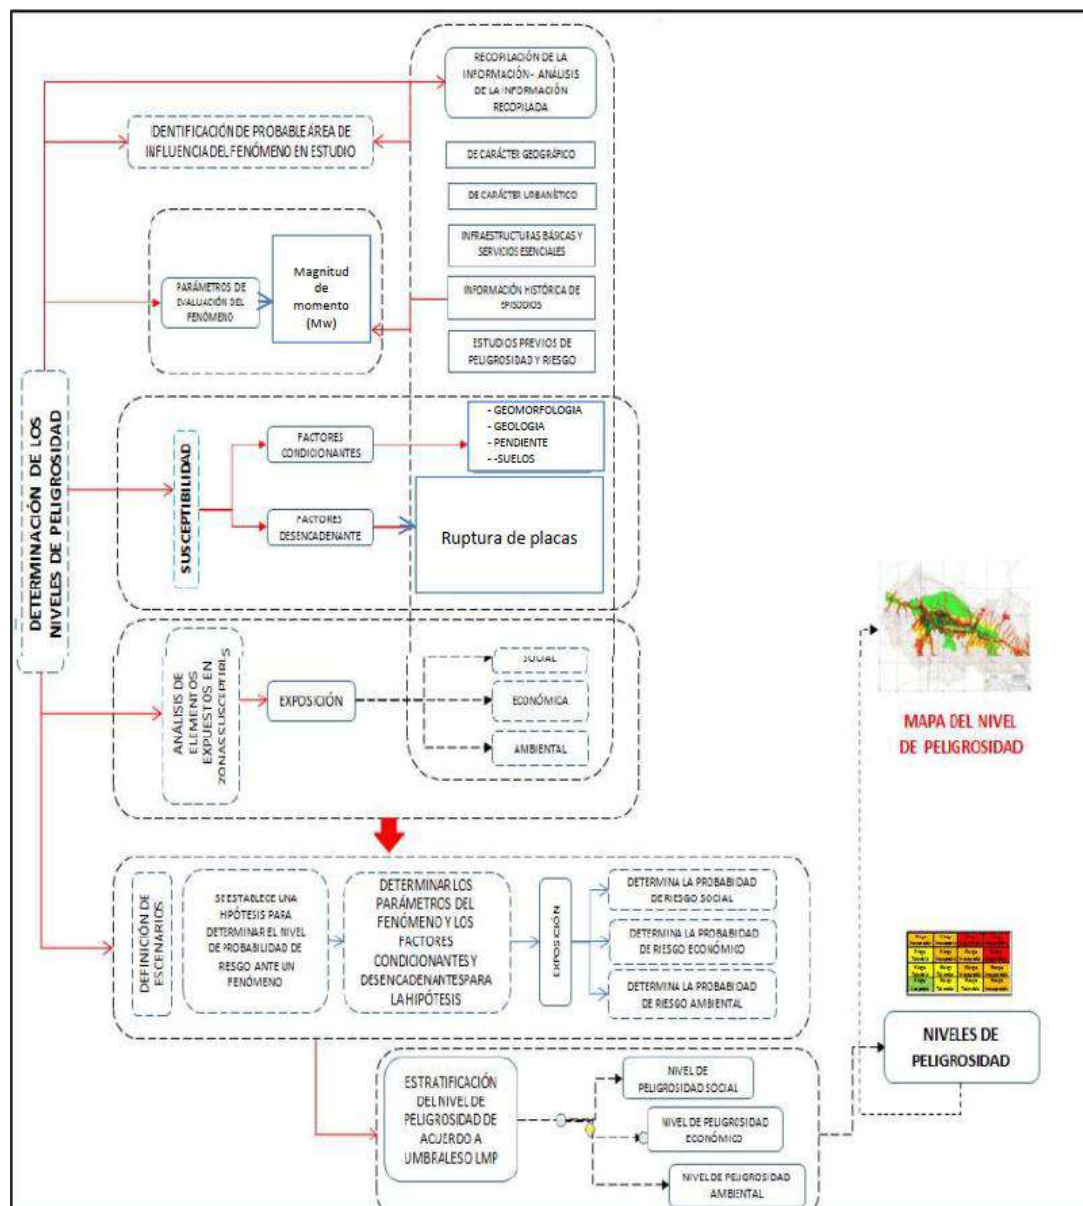 RECOPILACIÓN DE LA
INFORMACIÓN - ANÁLISIS
DE LA INFORMACIÓN
RECOPILADA
IDENTIFICACIÓN DE PROBABLE ÁREA DE
INFLUENCIA DEL FENÓMENO EN ESTUDIO
DE CARÁCTER GEOGRÁFICO
DE CARÁCTER URBANÍSTICO
INFRAESTRUCTURAS BÁSICAS Y
SERVICIOS ESENCIALES
PARÁMETROS DE
EVALUACIÓN DEL
FENÓMENO
Magnitud
de
momento
(Mw)
INFORMACIÓN HISTÓRICA DE
EPISODIOS
ESTUDIOS PREVIOS DE
PELIGROSIDAD Y RIESGO
DETERMINACIÓN DE LOS
NIVELES DE PELIGROSIDAD
SUSCEPTIBILIDAD
FACTORES
CONDICIONANTES
- GEOMORFOLOGIA
- GEOLOGIA
- PENDIENTE
- -SUELOS
FACTORES
DESENCADENANTE
Ruptura de placas
ANÁLISIS DE
ELEMENTOS
EXPUESTOS EN
ZONAS SUSCEPTIBLS
EXPOSICIÓN
SOCIAL
ECONÓMICA
AMBIENTAL
MAPA DEL NIVEL
DE PELIGROSIDAD
DEFINICIÓN DE
ESCENARIOS
SE ESTABLECE UNA
HIPÓTESIS PARA
DETERMINAR EL NIVEL
DE PROBABILIDAD DE
RIESGO ANTE UN
FENÓMENO
DETERMINAR LOS
PARÁMETROS DEL
FENÓMENO Y LOS
FACTORES
CONDICIONANTES Y
DESENCADENANTES PARA
LA HIPÓTESIS
EXPOSICIÓN
DETERMINA LA PROBABIDAD
DE RIESGO SOCIAL
DETERMINA LA PROBABIDAD
DE RIESGO ECONÓMICO
DETERMINA LA PROBABIDAD
DE RIESGO AMBIENTAL
NIVELES DE
PELIGROSIDAD
ESTRATIFICACIÓN
DEL NIVEL DE
PELIGROSIDAD DE
ACUERDO A
UMBRALES O LMP
NIVEL DE
PELIGROSIDAD SOCIAL
NIVEL DE PELIGROSIDAD
ECONÓMICO
NIVEL DE PELIGROSIDAD
AMBIENTAL